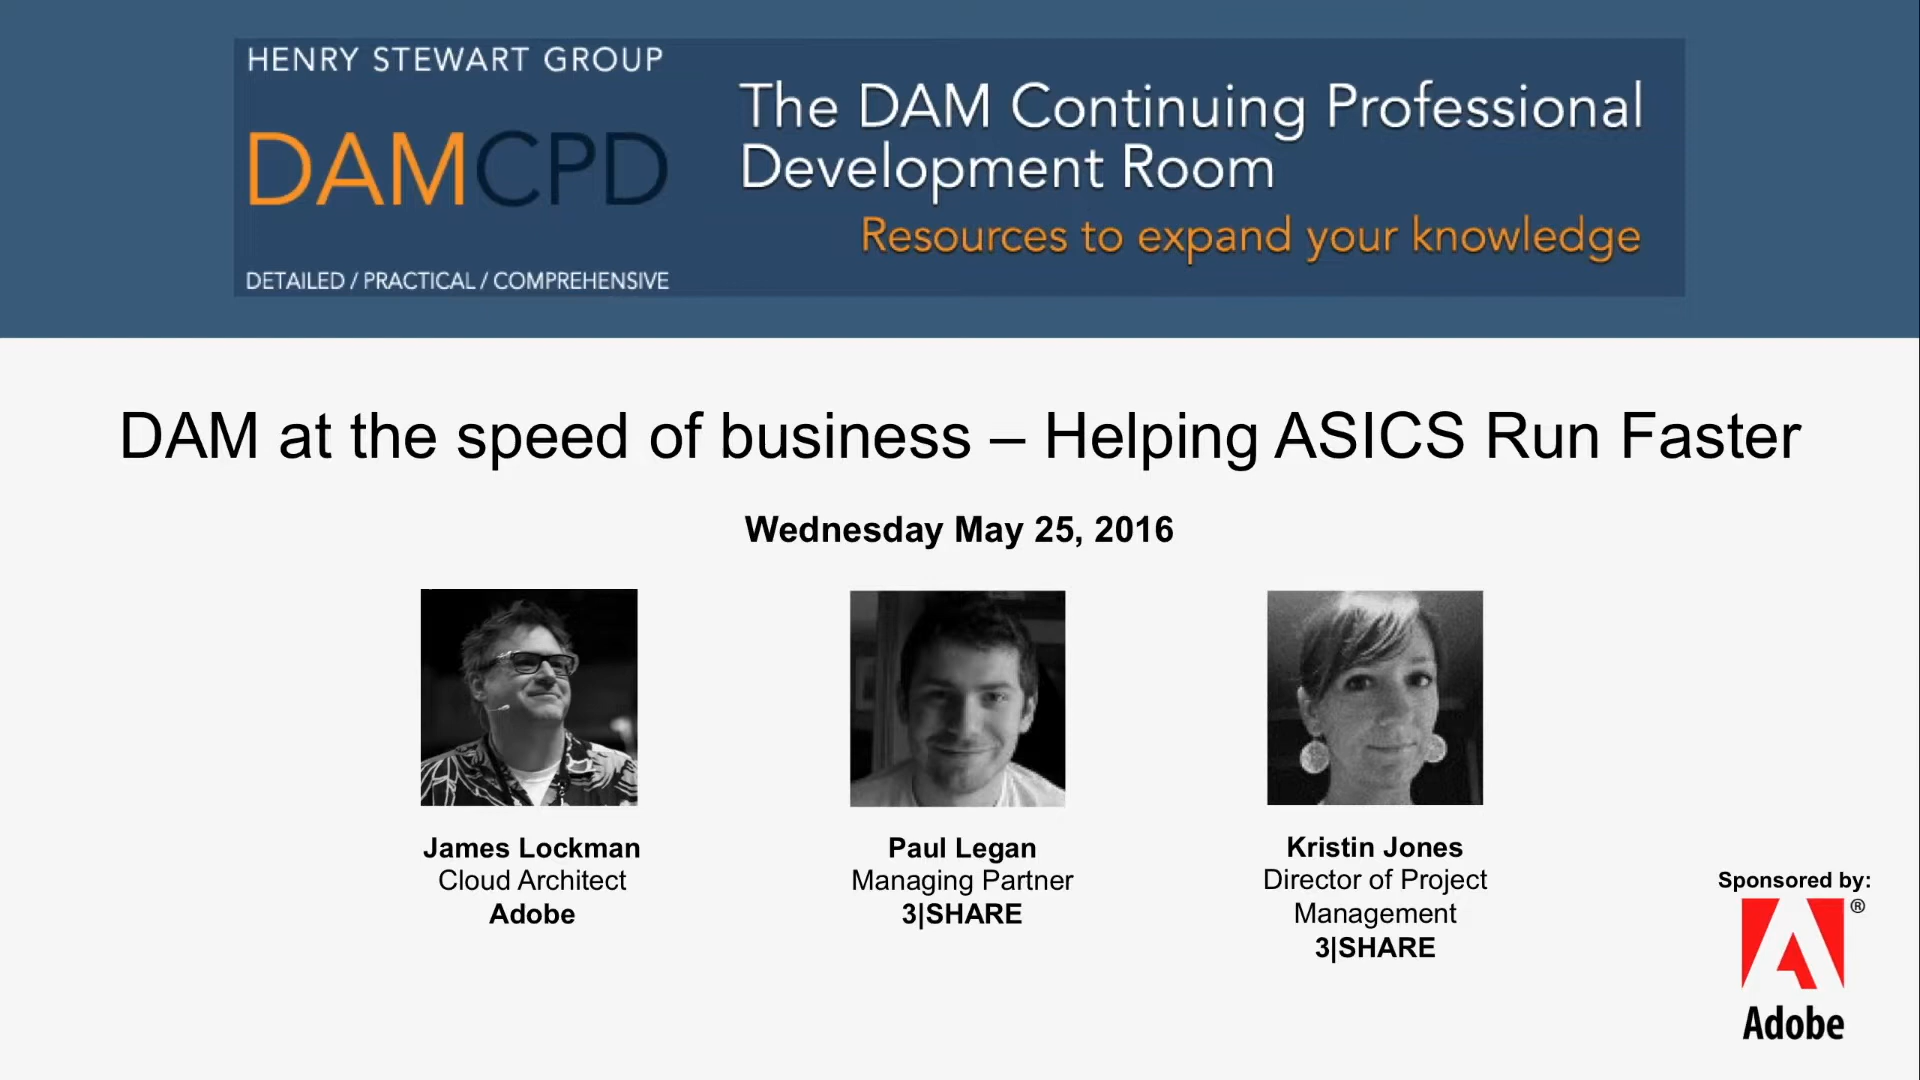 HENRY STEWART GROUP
DAMCPD
DETAILED / PRACTICAL / COMPREHENSIVE
The DAM Continuing Professional
Development Room
Resources to expand your knowledge
DAM at the speed of business – Helping ASICS Run Faster
Wednesday May 25, 2016
James Lockman
Cloud Architect
Adobe
Paul Legan
Managing Partner
3|SHARE
Kristin Jones
Director of Project
Management
3|SHARE
Sponsored by:
®
Adobe